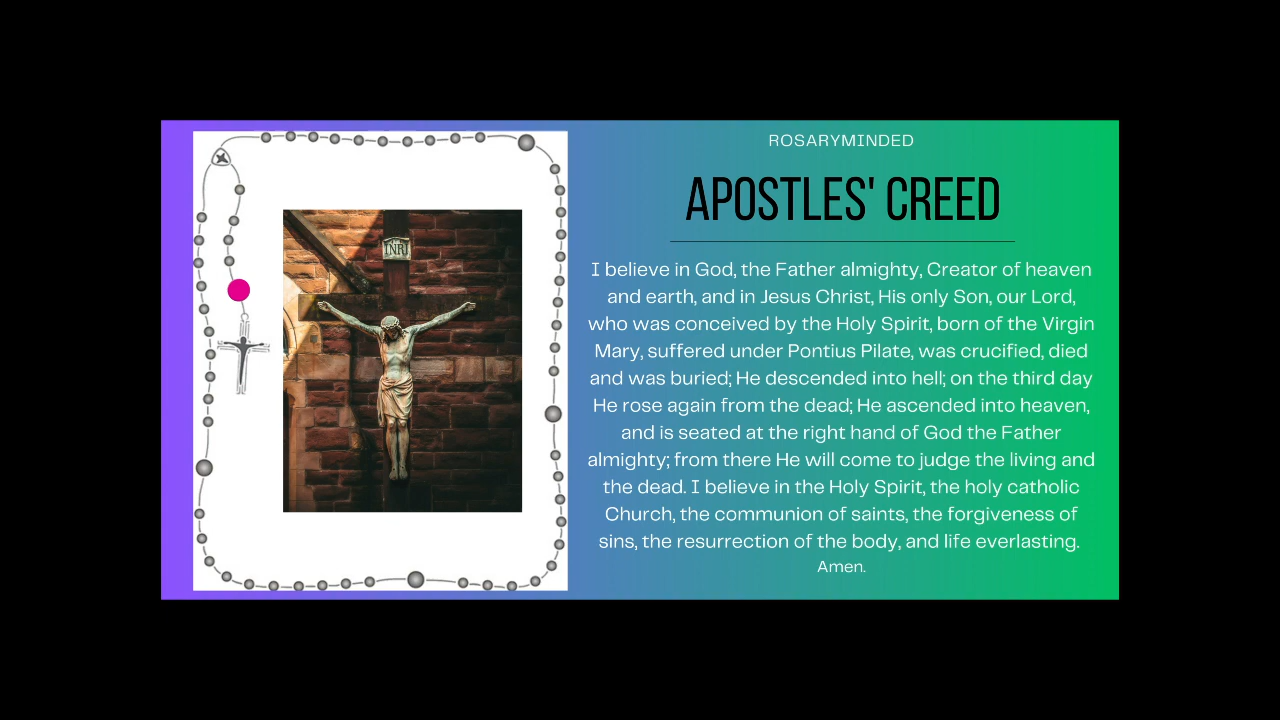 ROSARYMINDED
APOSTLES' CREED
I believe in God, the Father almighty, Creator of heaven
and earth, and in Jesus Christ, His only Son, our Lord,
who was conceived by the Holy Spirit, born of the Virgin
Mary, suffered under Pontius Pilate, was crucified, died
and was buried; He descended into hell; on the third day
He rose again from the dead; He ascended into heaven,
and is seated at the right hand of God the Father
almighty; from there He will come to judge the living and
the dead. I believe in the Holy Spirit, the holy catholic
Church, the communion of saints, the forgiveness of
sins, the resurrection of the body, and life everlasting.
Amen.
INRI